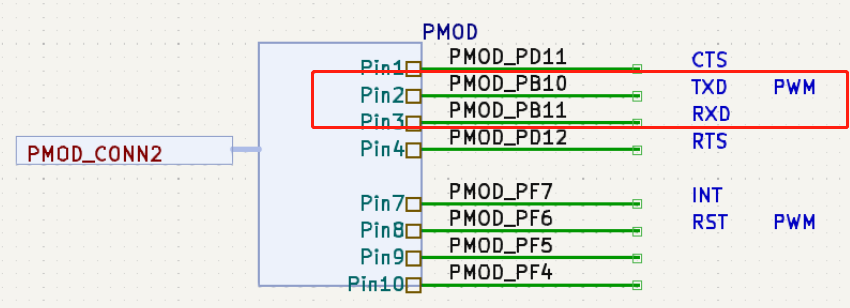 PMOD
Pin1 PMOD_PD11 CTS
Pin2 PMOD_PB10 TXD PWM
Pin3 PMOD_PB11 RXD
PMOD_CONN2 Pin4 PMOD_PD12 RTS
Pin7 PMOD_PF7 INT
Pin8 PMOD_PF6 RST PWM
Pin9 PMOD_PF5
Pin10 PMOD_PF4